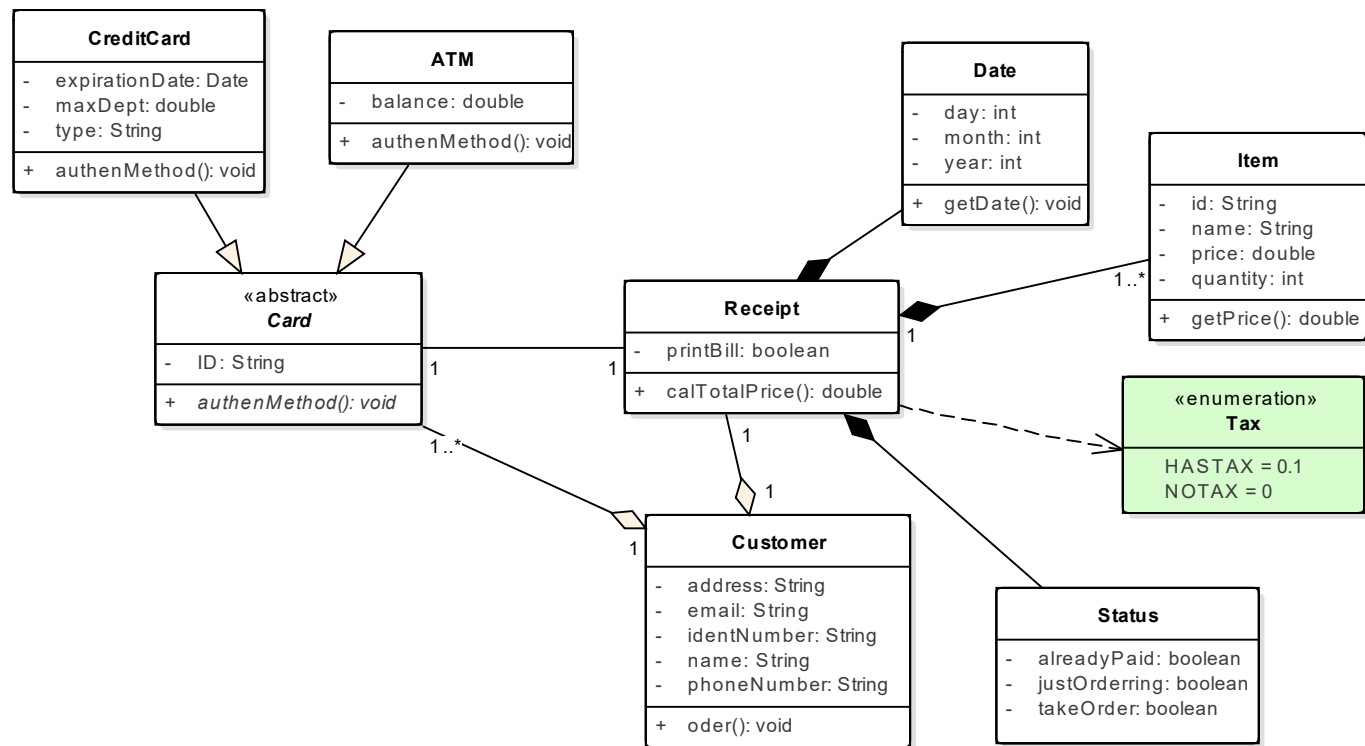 CreditCard
- expirationDate: Date
- maxDept: double
- type: String
+ authenMethod(): void
ATM
- balance: double
+ authenMethod(): void
Date
- day: int
- month: int
- year: int
+ getDate(): void
Item
- id: String
- name: String
- price: double
- quantity: int
+ getPrice(): double
«abstract»
Card
- ID: String
+ authenMethod(): void
1
1
Receipt
- printBill: boolean
+ calTotalPrice(): double
1
1..*
«enumeration»
Tax
HASTAX = 0.1
NOTAX = 0
1..*
1
1
1
Customer
- address: String
- email: String
- identNumber: String
- name: String
- phoneNumber: String
+ oder(): void
Status
- alreadyPaid: boolean
- justOrderring: boolean
- takeOrder: boolean